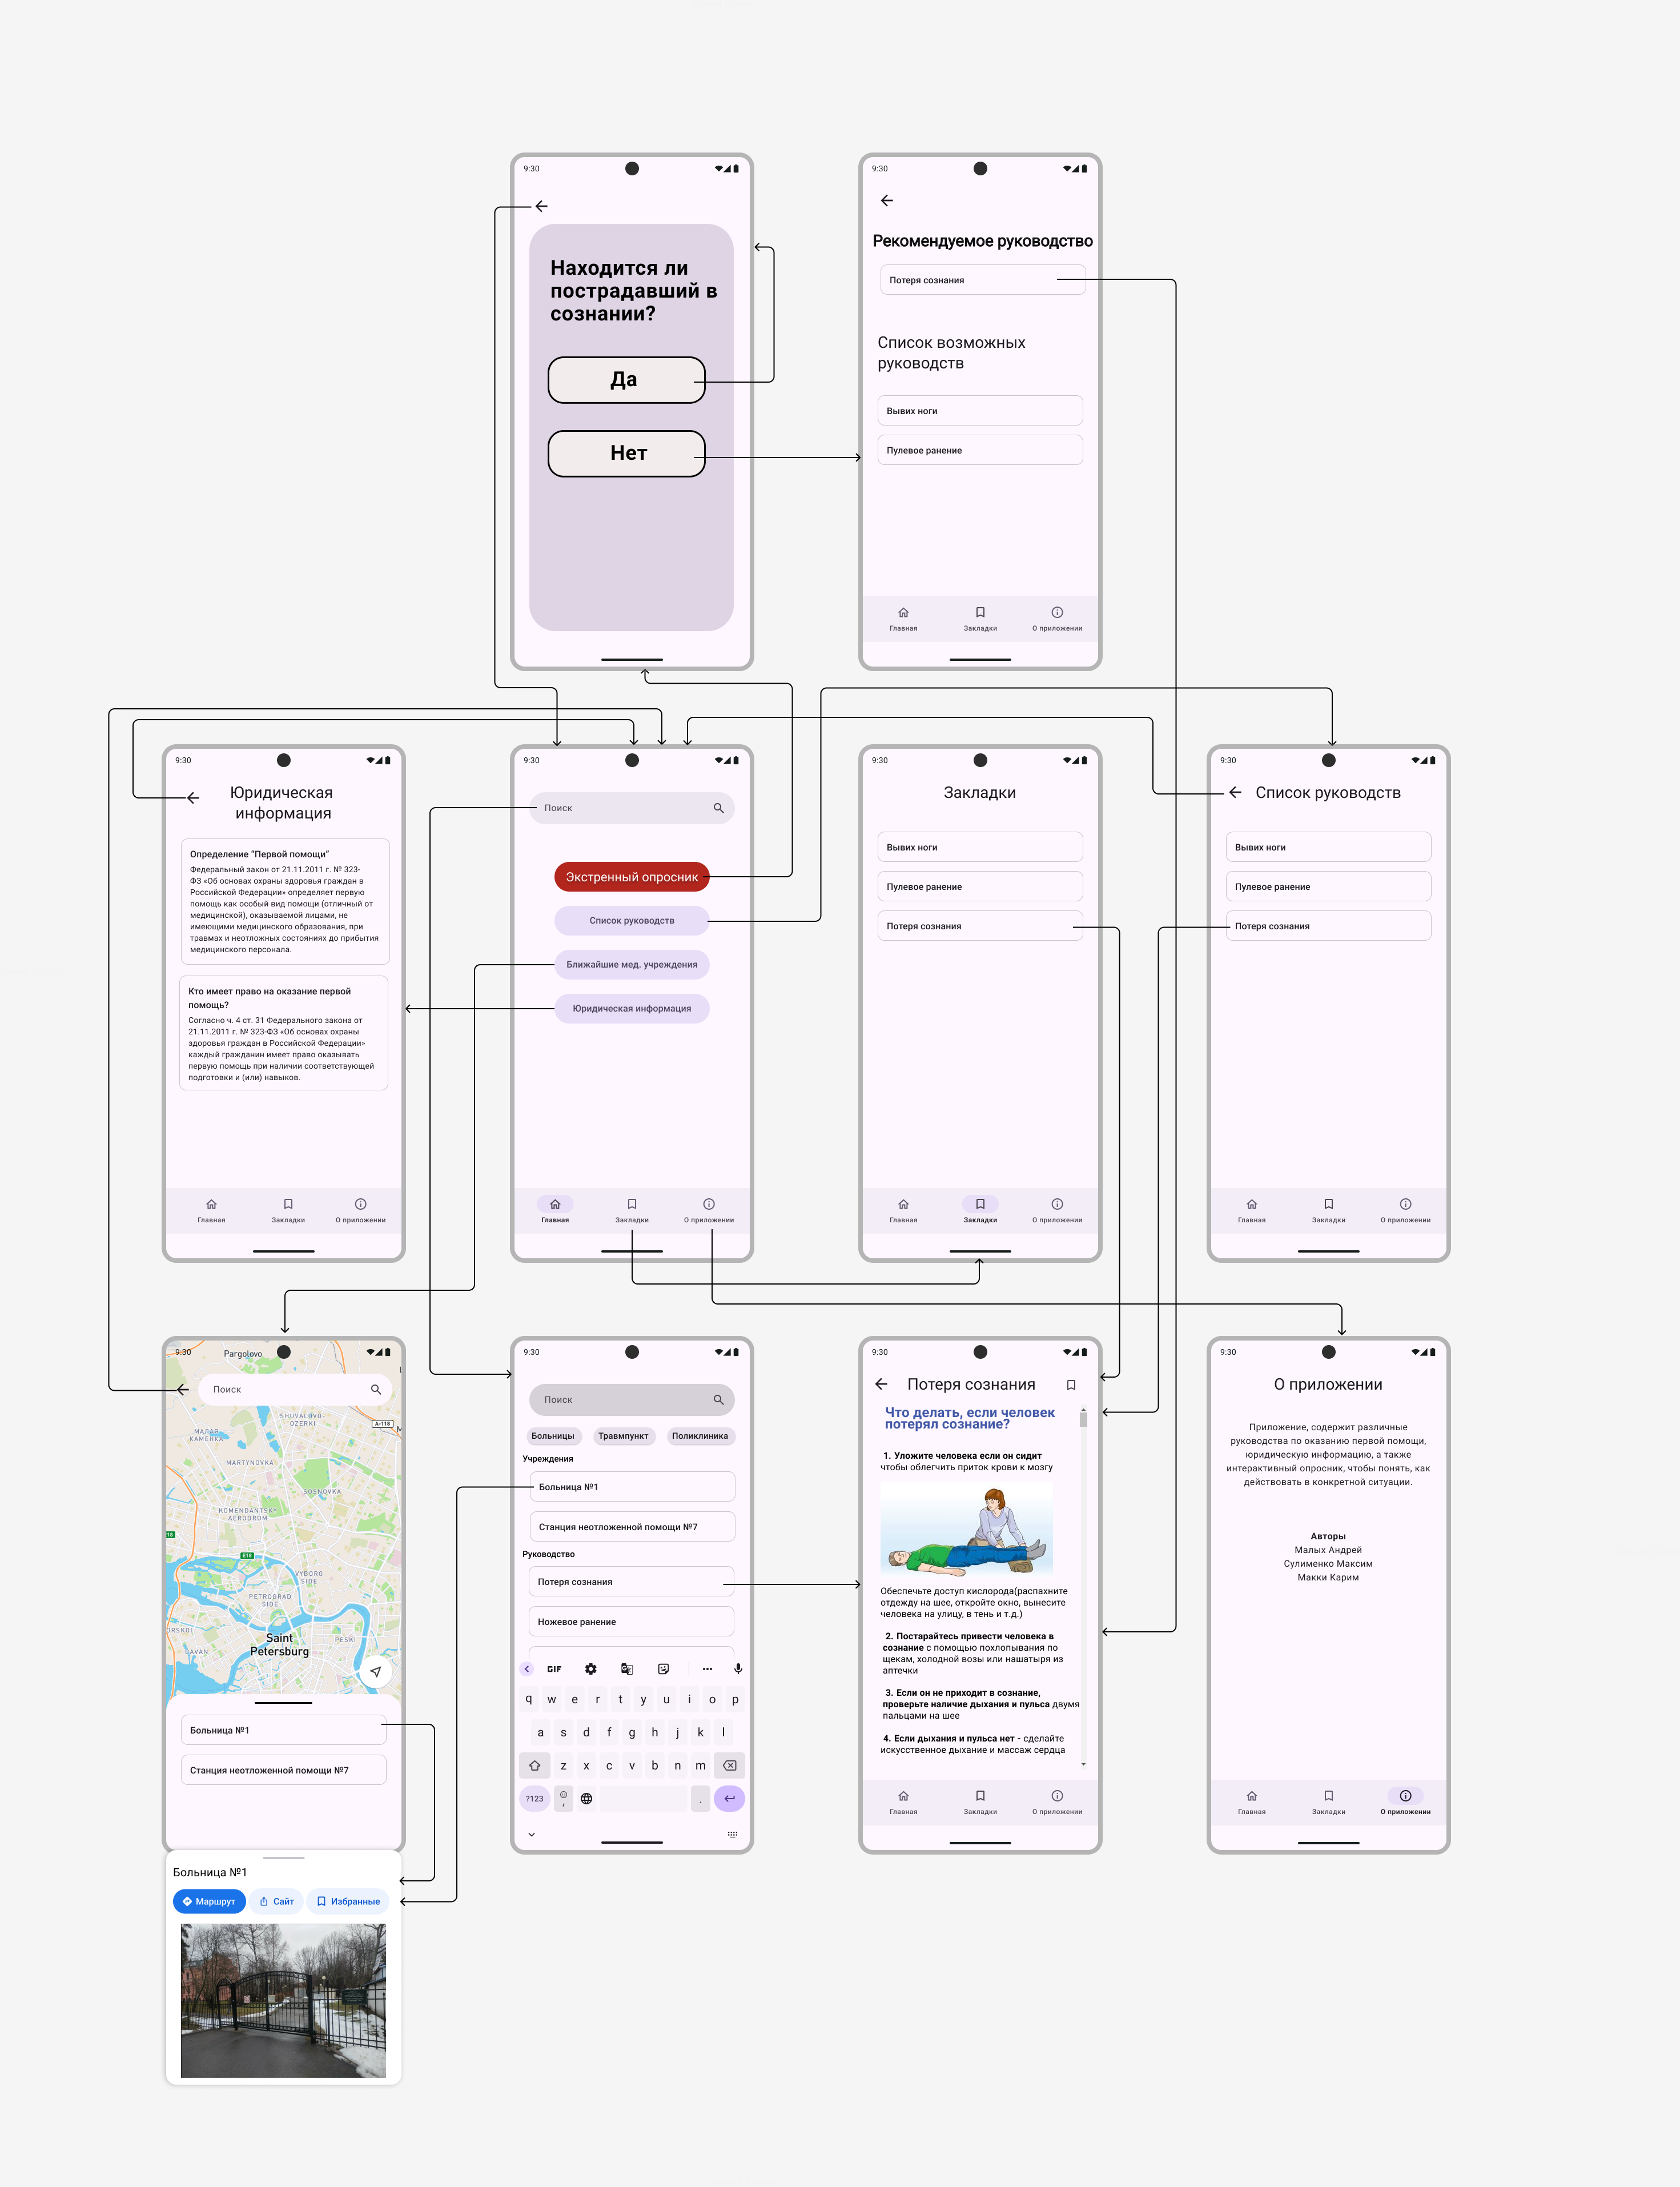 9:30
Находится ли
пострадавший в
сознании?
Да
Нет
9:30
Рекомендуемое руководство
Потеря сознания
Список возможных
руководств
Вывих ноги
Пулевое ранение
Главная
Закладки
О приложении
9:30
Юридическая
информация
Определение “Первой помощи”
Федеральный закон от 21.11.2011 г. № 323-
ФЗ «Об основах охраны здоровья граждан в
Российской Федерации» определяет первую
помощь как особый вид помощи (отличный от
медицинской), оказываемой лицами, не
имеющими медицинского образования, при
травмах и неотложных состояниях до прибытия
медицинского персонала.
Кто имеет право на оказание первой
помощь?
Согласно ч. 4 ст. 31 Федерального закона от
21.11.2011 г. № 323-ФЗ «Об основах охраны
здоровья граждан в Российской Федерации»
каждый гражданин имеет право оказывать
первую помощь при наличии соответствующей
подготовки и (или) навыков.
Главная
Закладки
О приложении
9:30
Поиск
Экстренный опросник
Список руководств
Ближайшие мед. учреждения
Юридическая информация
Главная
Закладки
О приложении
9:30
Закладки
Вывих ноги
Пулевое ранение
Потеря сознания
Главная
Закладки
О приложении
9:30
Список руководств
Вывих ноги
Пулевое ранение
Потеря сознания
Главная
Закладки
О приложении
9:30
Pargolovo
Поиск
SHUVALOVO-
OZERKI
A-118
МАЛАЯ
КАМЕНКА
MARTYNOVKA
SOSNOVKA
KOMENDANTSKY
AERODROM
18
E18
VYBORG
SIDE
PETROGRAD
SIDE
ORSKOI
GAVAN
PESKI
Saint
Petersburg
Больница №1
Станция неотложенной помощи №7
Больница №1
Маршрут
Сайт
Избранные
9:30
Поиск
Больницы
Травмпункт
Поликлиника
Учреждения
Больница №1
Станция неотложенной помощи №7
Руководство
Потеря сознания
Ножевое ранение
GIF
q w e r t y u i o p
a s d f g h j k l
z x c v b n m
?123 , .
9:30
Потеря сознания
Что делать, если человек
потерял сознание?
1. Уложите человека если он сидит
чтобы облегчить приток крови к мозгу
Обеспечьте доступ кислорода(распахните
отдежду на шее, откройте окно, вынесите
человека на улицу, в тень и т.д.)
2. Постарайтесь привести человека в
сознание с помощью похлопывания по
щекам, холодной возы или нашатыря из
аптечки
3. Если он не приходит в сознание,
проверьте наличие дыхания и пульса двумя
пальцами на шее
4. Если дыхания и пульса нет - сделайте
искусственное дыхание и массаж сердца
Главная
Закладки
О приложении
9:30
О приложении
Приложение, содержит различные
руководства по оказанию первой помощи,
юридическую информацию, а также
интерактивный опросник, чтобы понять, как
действовать в конкретной ситуации.
Авторы
Малых Андрей
Сулименко Максим
Макки Карим
Главная
Закладки
О приложении